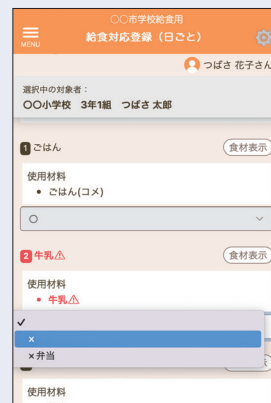 〇〇市学校給食用
給食対応登録（日ごと）
MENU
つばさ 花子さん
選択中の対象者：
〇〇小学校　3年1組　つばさ 太郎
1 ごはん
食材表示
使用材料
• ごはん(コメ)
○
2 牛乳⚠
食材表示
使用材料
• 牛乳⚠
✓
×
×弁当
使用材料